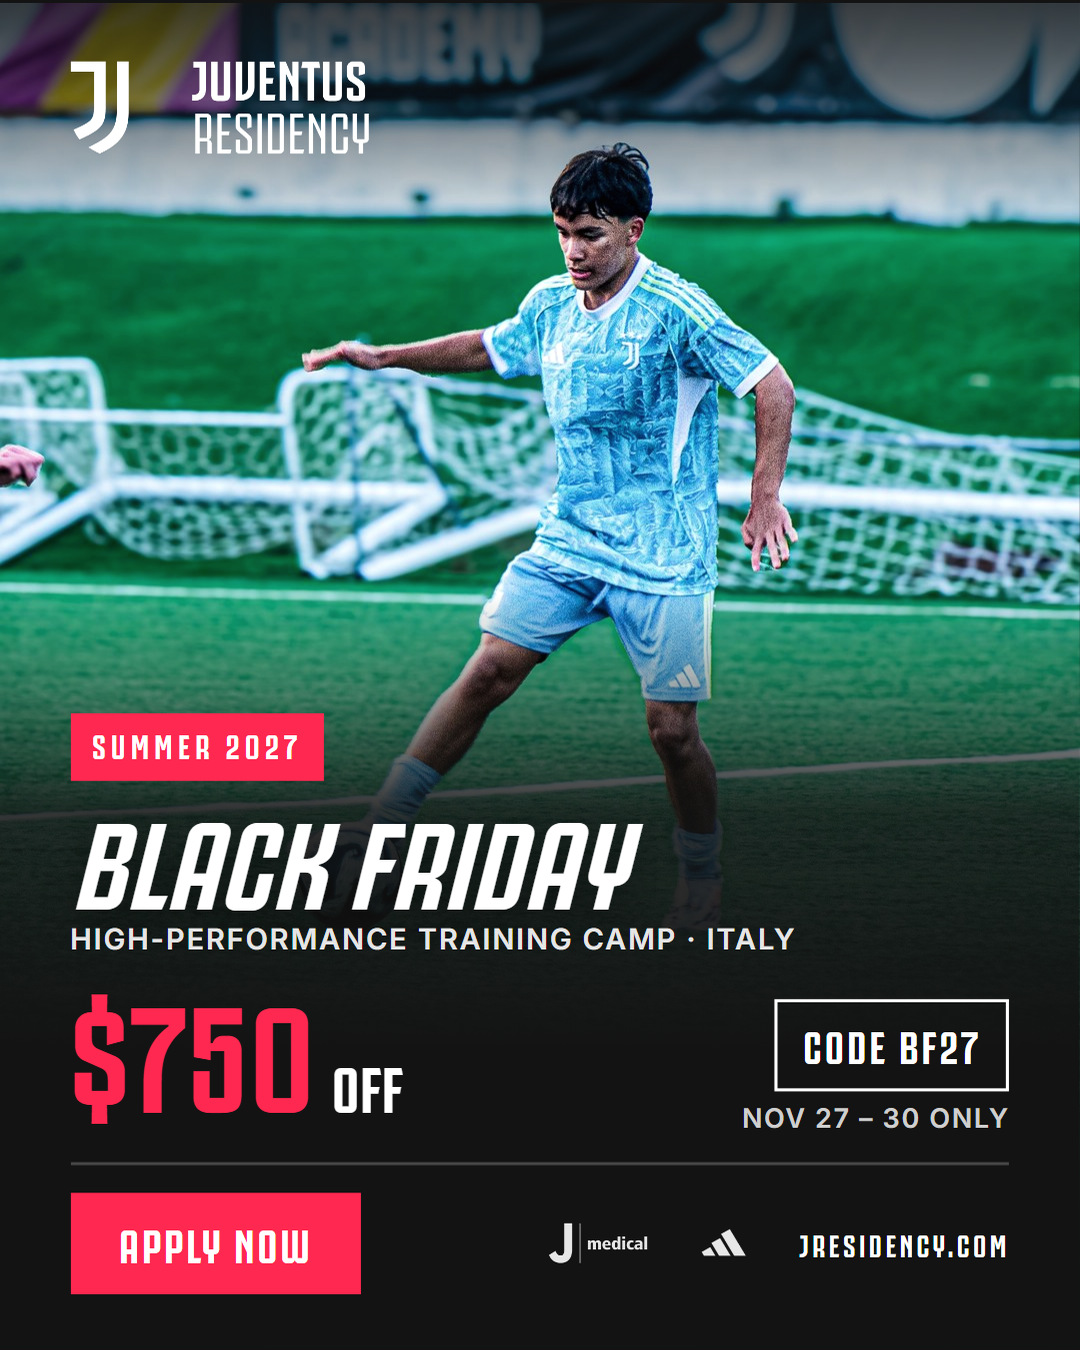 ACADEMY
JUVENTUS
RESIDENCY
SUMMER 2027
BLACK FRIDAY
HIGH-PERFORMANCE TRAINING CAMP · ITALY
$750 OFF
CODE BF27
NOV 27 – 30 ONLY
APPLY NOW
J medical
JRESIDENCY.COM